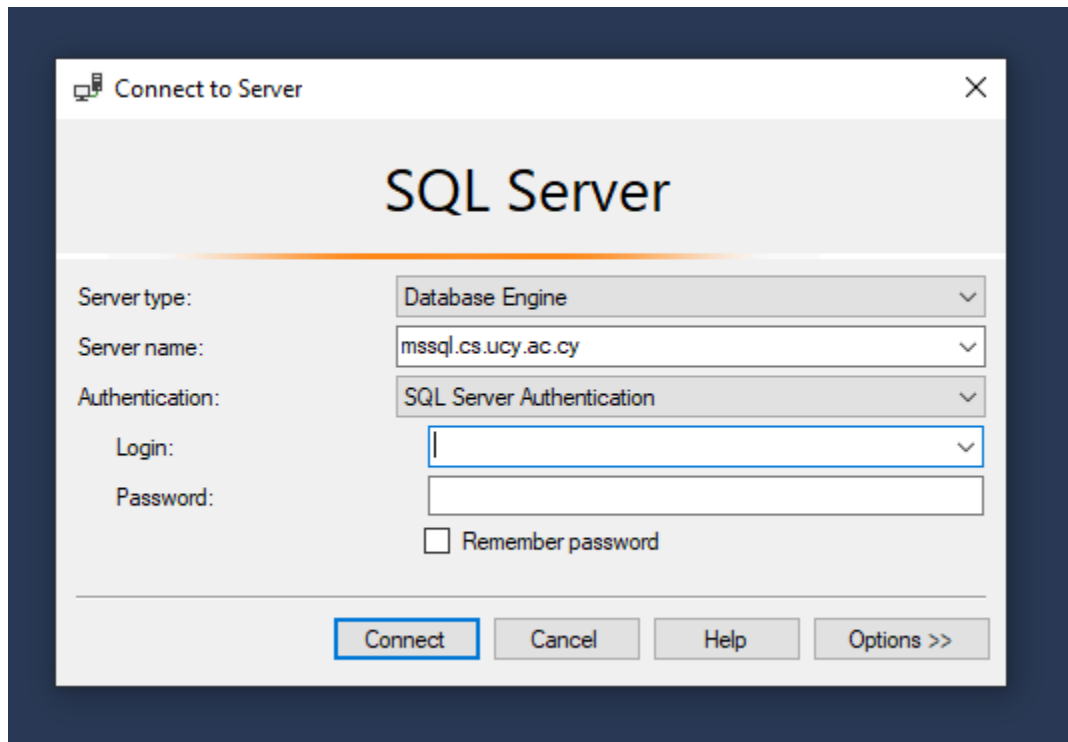 Connect to Server
SQL Server
Server type: Database Engine
Server name: mssql.cs.ucy.ac.cy
Authentication: SQL Server Authentication
Login:
Password:
Remember password
Connect Cancel Help Options >>